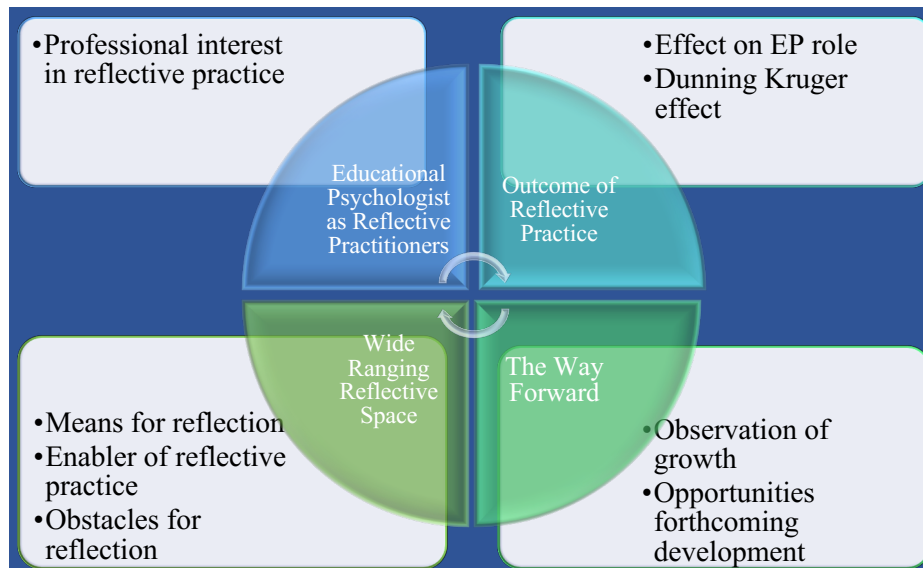 •Professional interest
in reflective practice
•Effect on EP role
•Dunning Kruger
effect
Educational
Psychologist
as Reflective
Practitioners
Outcome of
Reflective
Practice
Wide
Ranging
Reflective
Space
The Way
Forward
•Means for reflection
•Enabler of reflective
practice
•Obstacles for
reflection
•Observation of
growth
•Opportunities
forthcoming
development